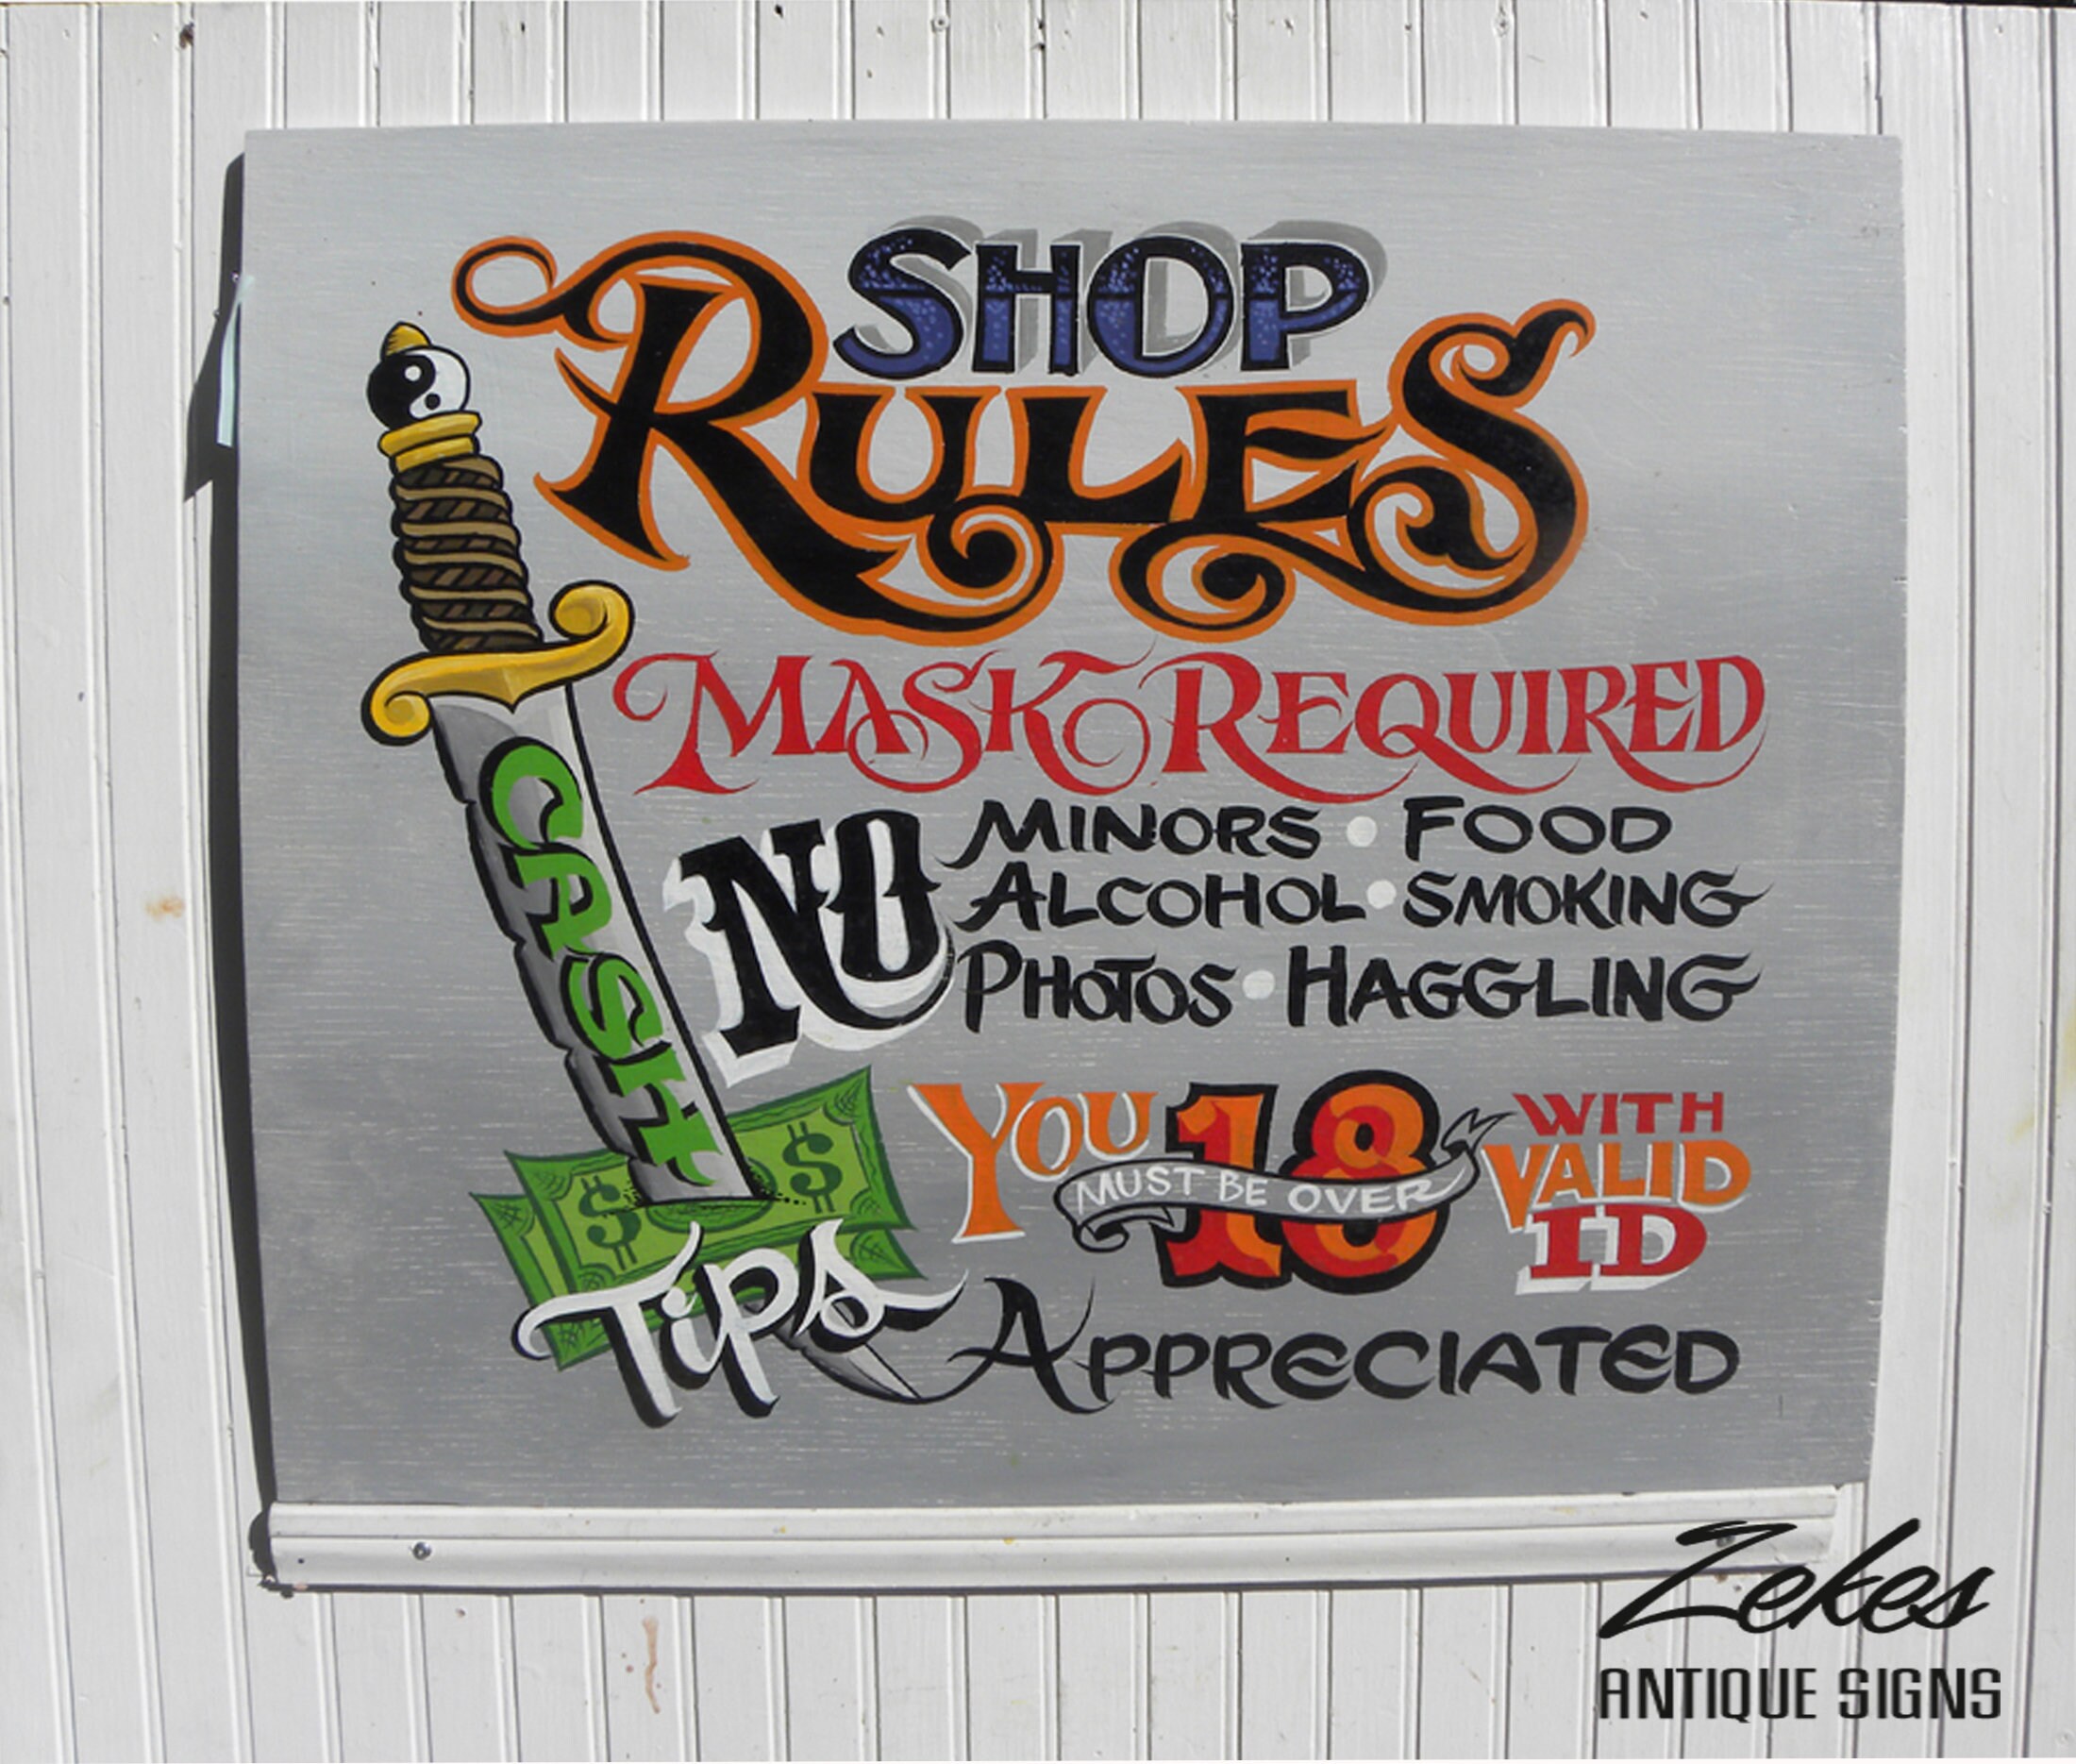 SHOP
RULES
MASK REQUIRED
NO
MINORS • FOOD
ALCOHOL • SMOKING
PHOTOS • HAGGLING
YOU MUST BE OVER 18
WITH
VALID
ID
CASH
TIPS APPRECIATED
$ $
Zekes
ANTIQUE SIGNS